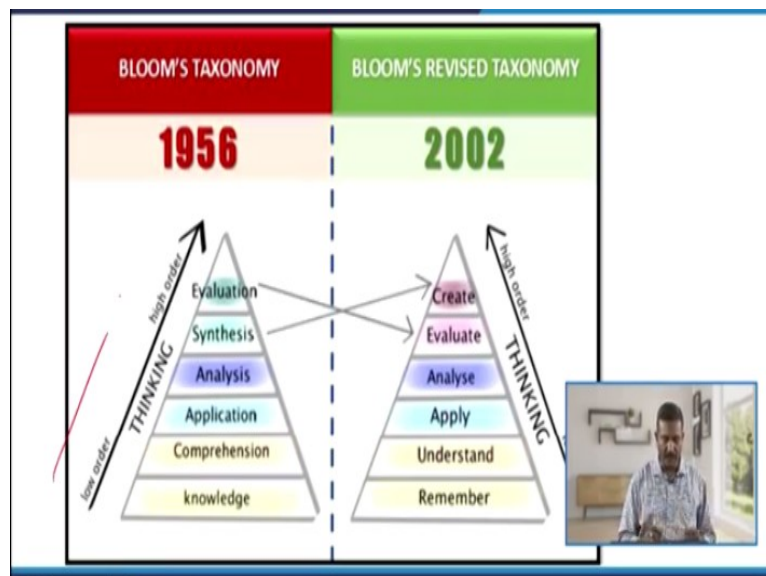 BLOOM'S TAXONOMY
BLOOM'S REVISED TAXONOMY
1956
2002
high order
THINKING
low order
Evaluation
Synthesis
Analysis
Application
Comprehension
knowledge
Create
Evaluate
Analyse
Apply
Understand
Remember
high order
THINKING